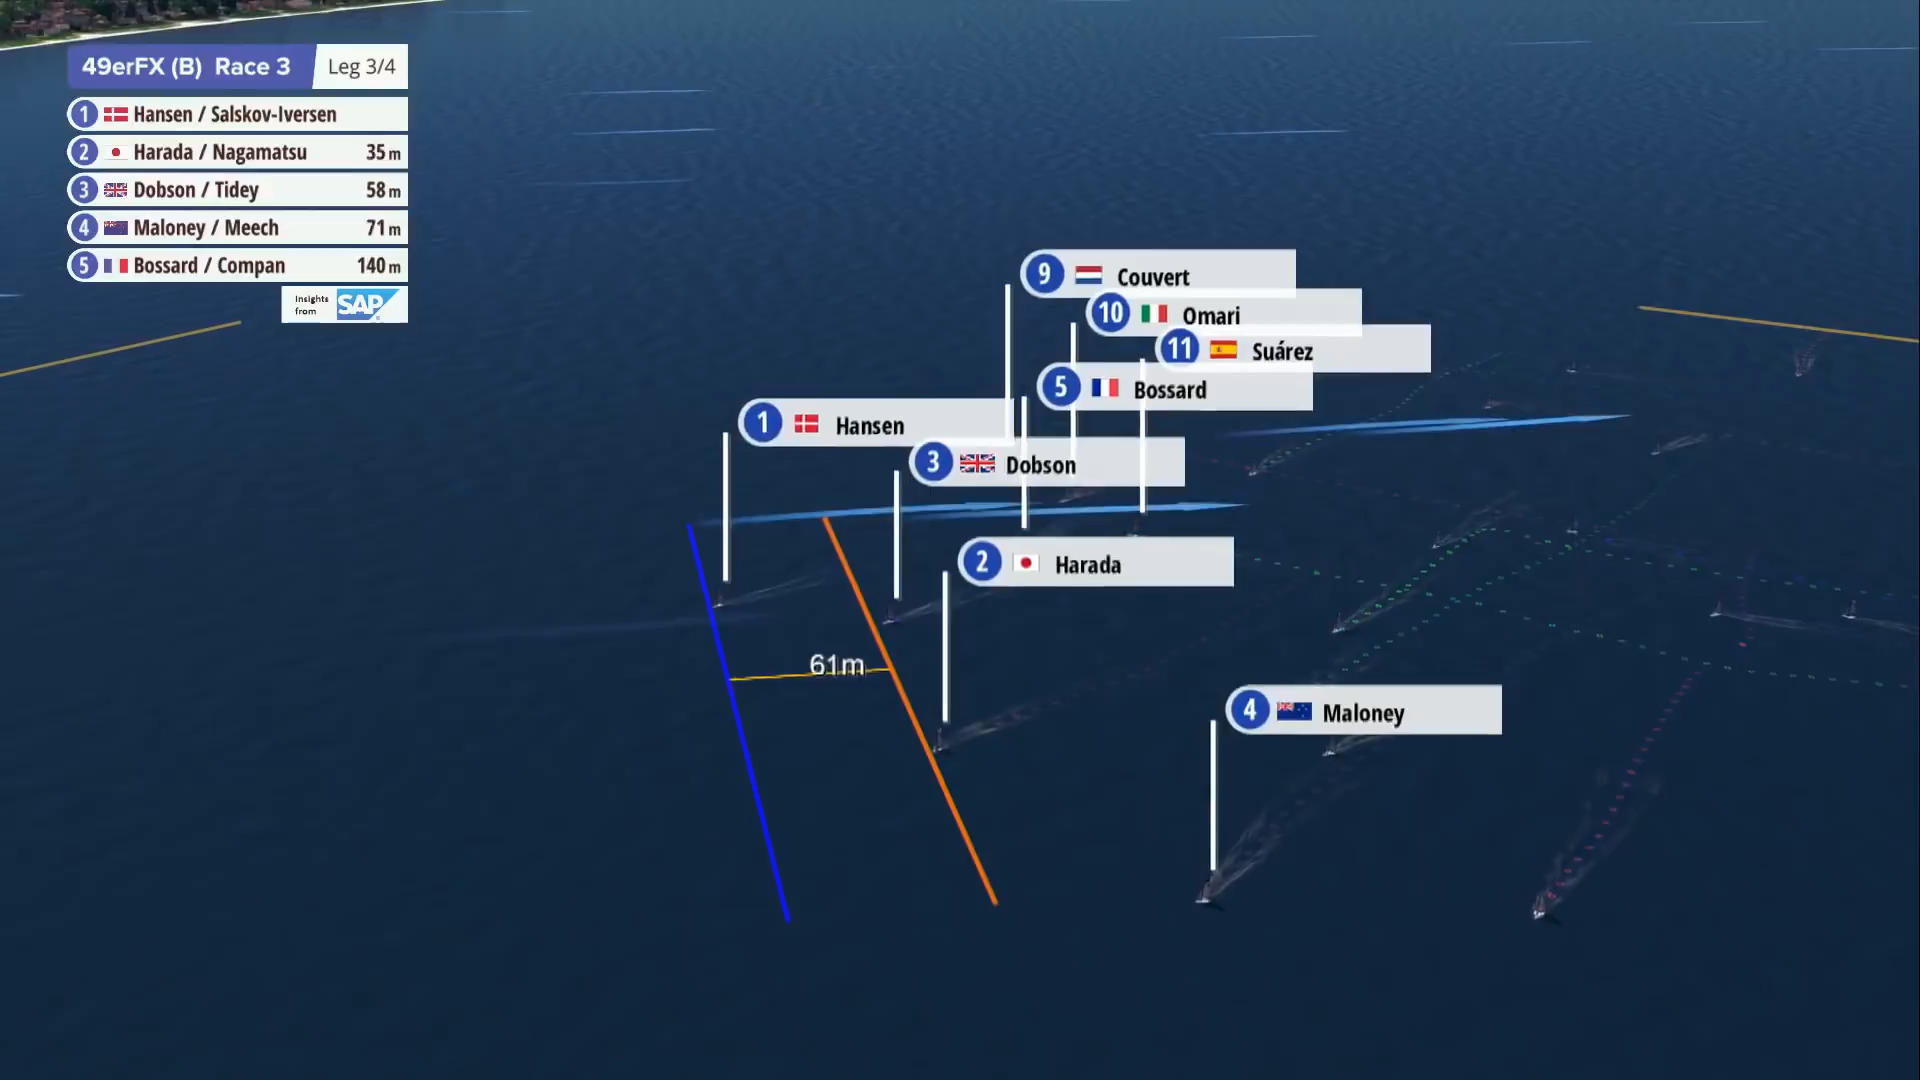 49erFX (B) Race 3 Leg 3/4
1 Hansen / Salskov-Iversen
2 Harada / Nagamatsu 35 m
3 Dobson / Tidey 58 m
4 Maloney / Meech 71 m
5 Bossard / Compan 140 m
Insights from SAP
9 Couvert
10 Omari
11 Suárez
5 Bossard
1 Hansen
3 Dobson
2 Harada
61m
4 Maloney